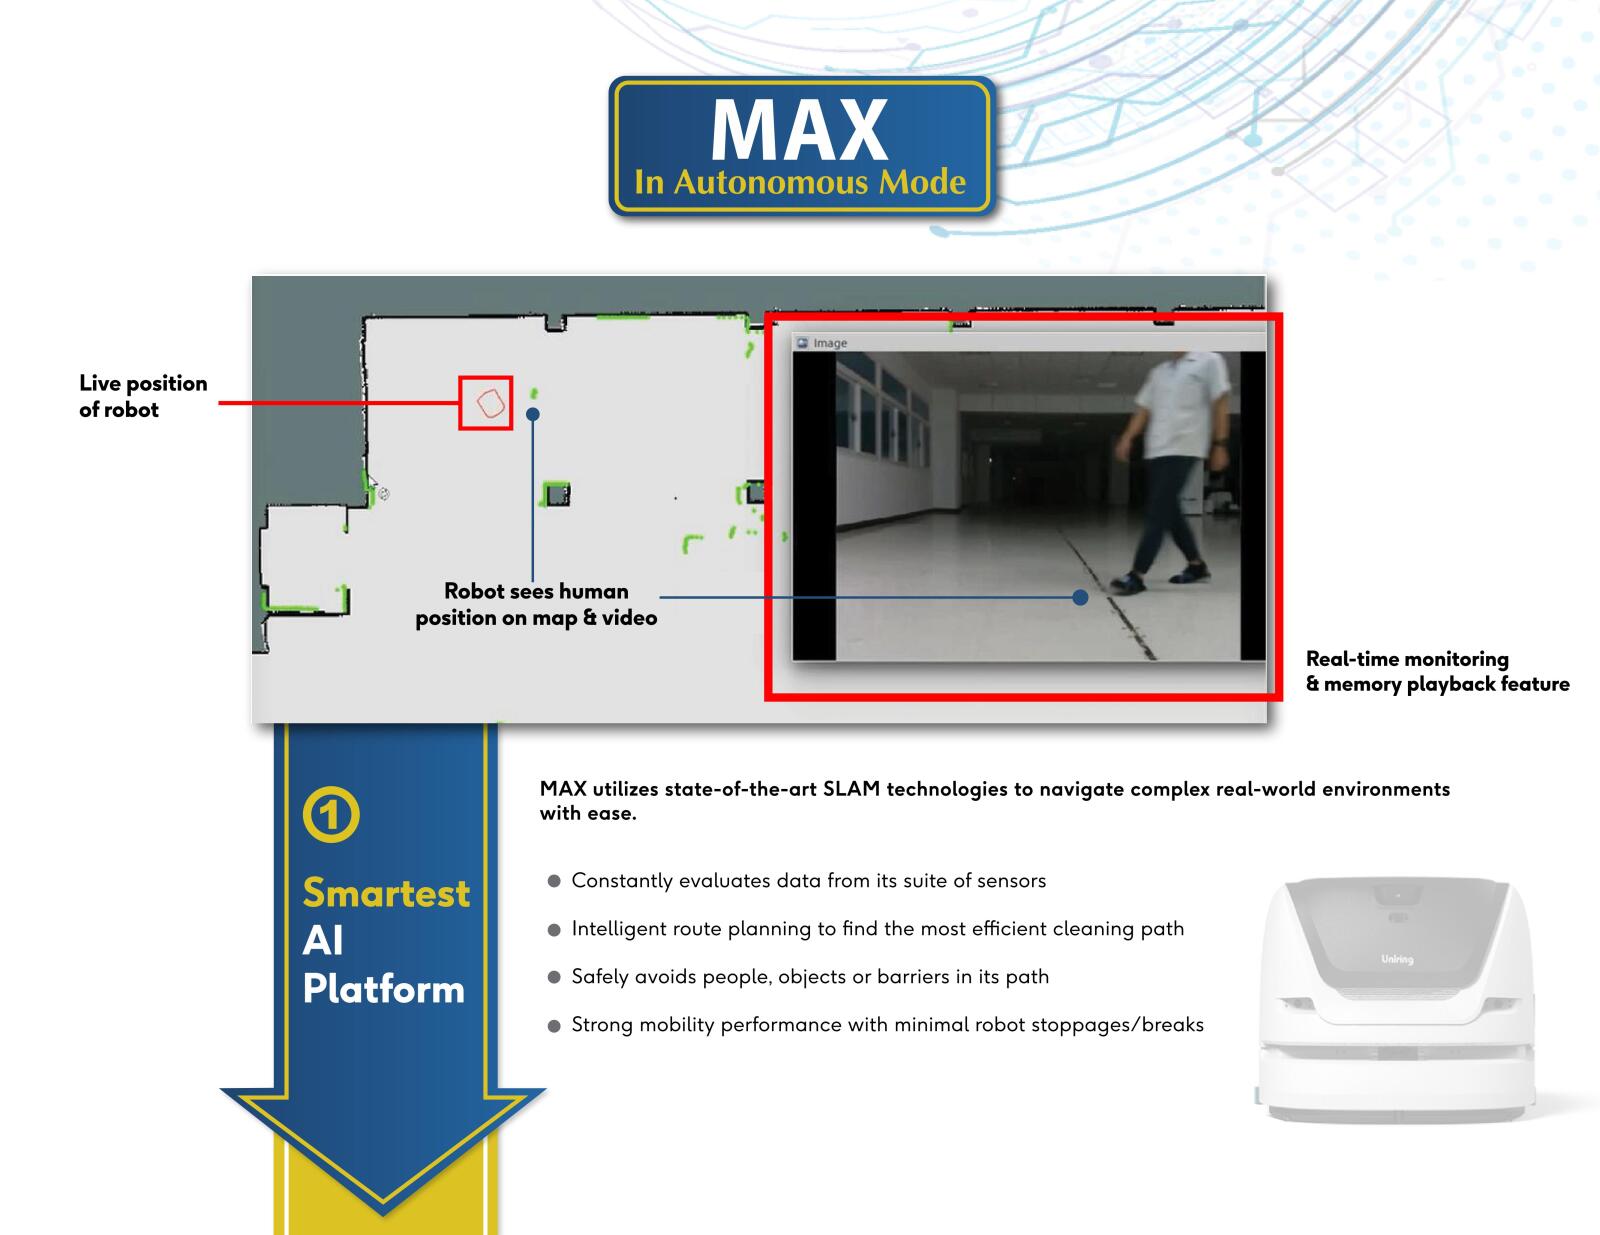 MAX
In Autonomous Mode
Image
Live position
of robot
Robot sees human
position on map & video
Real-time monitoring
& memory playback feature
1
Smartest
AI
Platform
MAX utilizes state-of-the-art SLAM technologies to navigate complex real-world environments
with ease.
Constantly evaluates data from its suite of sensors
Intelligent route planning to find the most efficient cleaning path
Safely avoids people, objects or barriers in its path
Strong mobility performance with minimal robot stoppages/breaks
Uniring